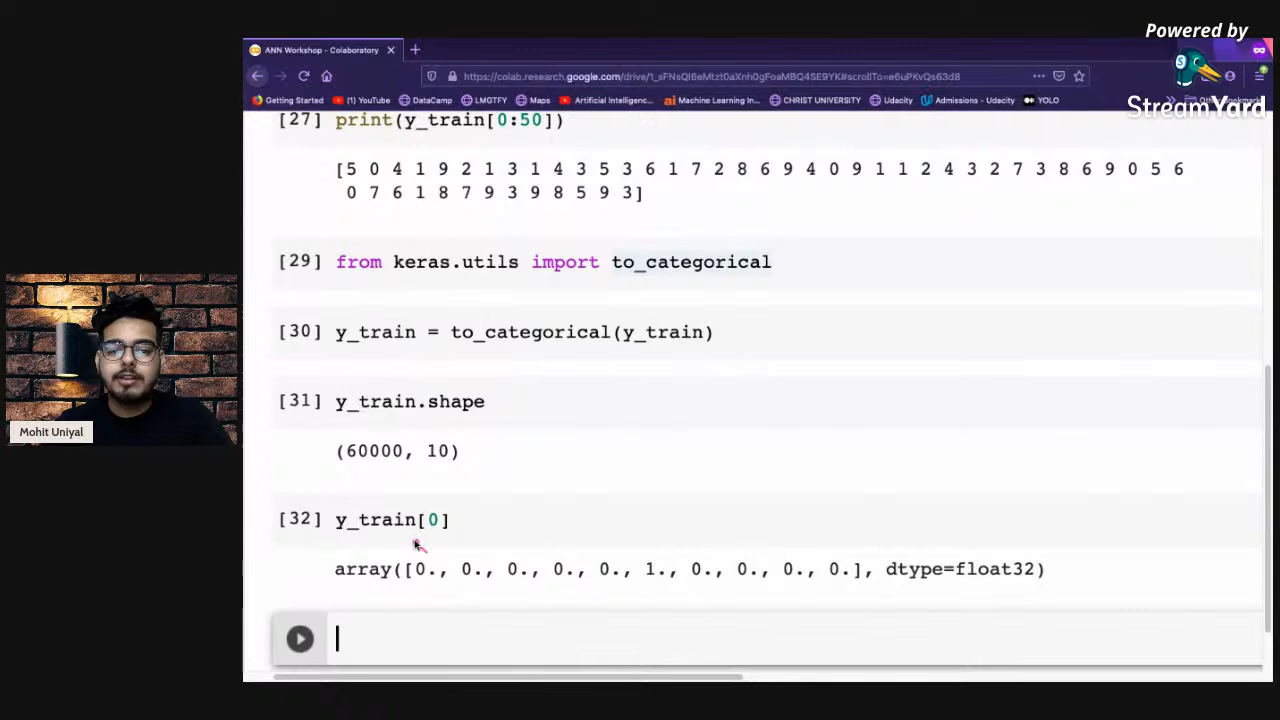 Powered by
StreamYard
ANN Workshop - Colaboratory
https://colab.research.google.com/drive/1_sFNsQI6eMtzt0aXnh0gFoaMBQ4SE9YK#scrollTo=e6uPKvQs63d8
Getting Started
(1) YouTube
DataCamp
LMGTFY
Maps
Artificial Intelligenc...
Machine Learning In...
CHRIST UNIVERSITY
Udacity
Admissions - Udacity
YOLO
[27] print(y_train[0:50])
[5 0 4 1 9 2 1 3 1 4 3 5 3 6 1 7 2 8 6 9 4 0 9 1 1 2 4 3 2 7 3 8 6 9 0 5 6
0 7 6 1 8 7 9 3 9 8 5 9 3]
[29] from keras.utils import to_categorical
[30] y_train = to_categorical(y_train)
[31] y_train.shape
(60000, 10)
[32] y_train[0]
array([0., 0., 0., 0., 0., 1., 0., 0., 0., 0.], dtype=float32)
Mohit Uniyal